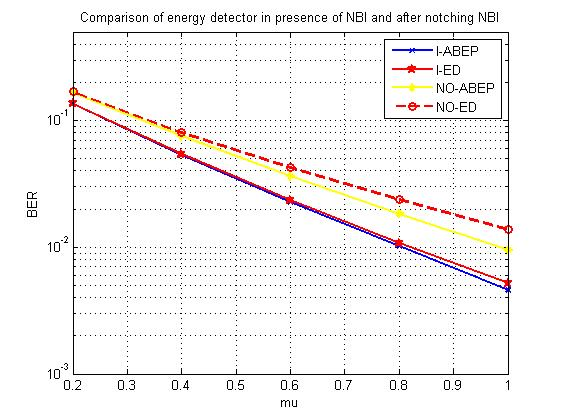 Comparison of energy detector in presence of NBI and after notching NBI
I-ABEP
I-ED
NO-ABEP
NO-ED
BER
10-1
10-2
10-3
0.2 0.3 0.4 0.5 0.6 0.7 0.8 0.9 1
mu